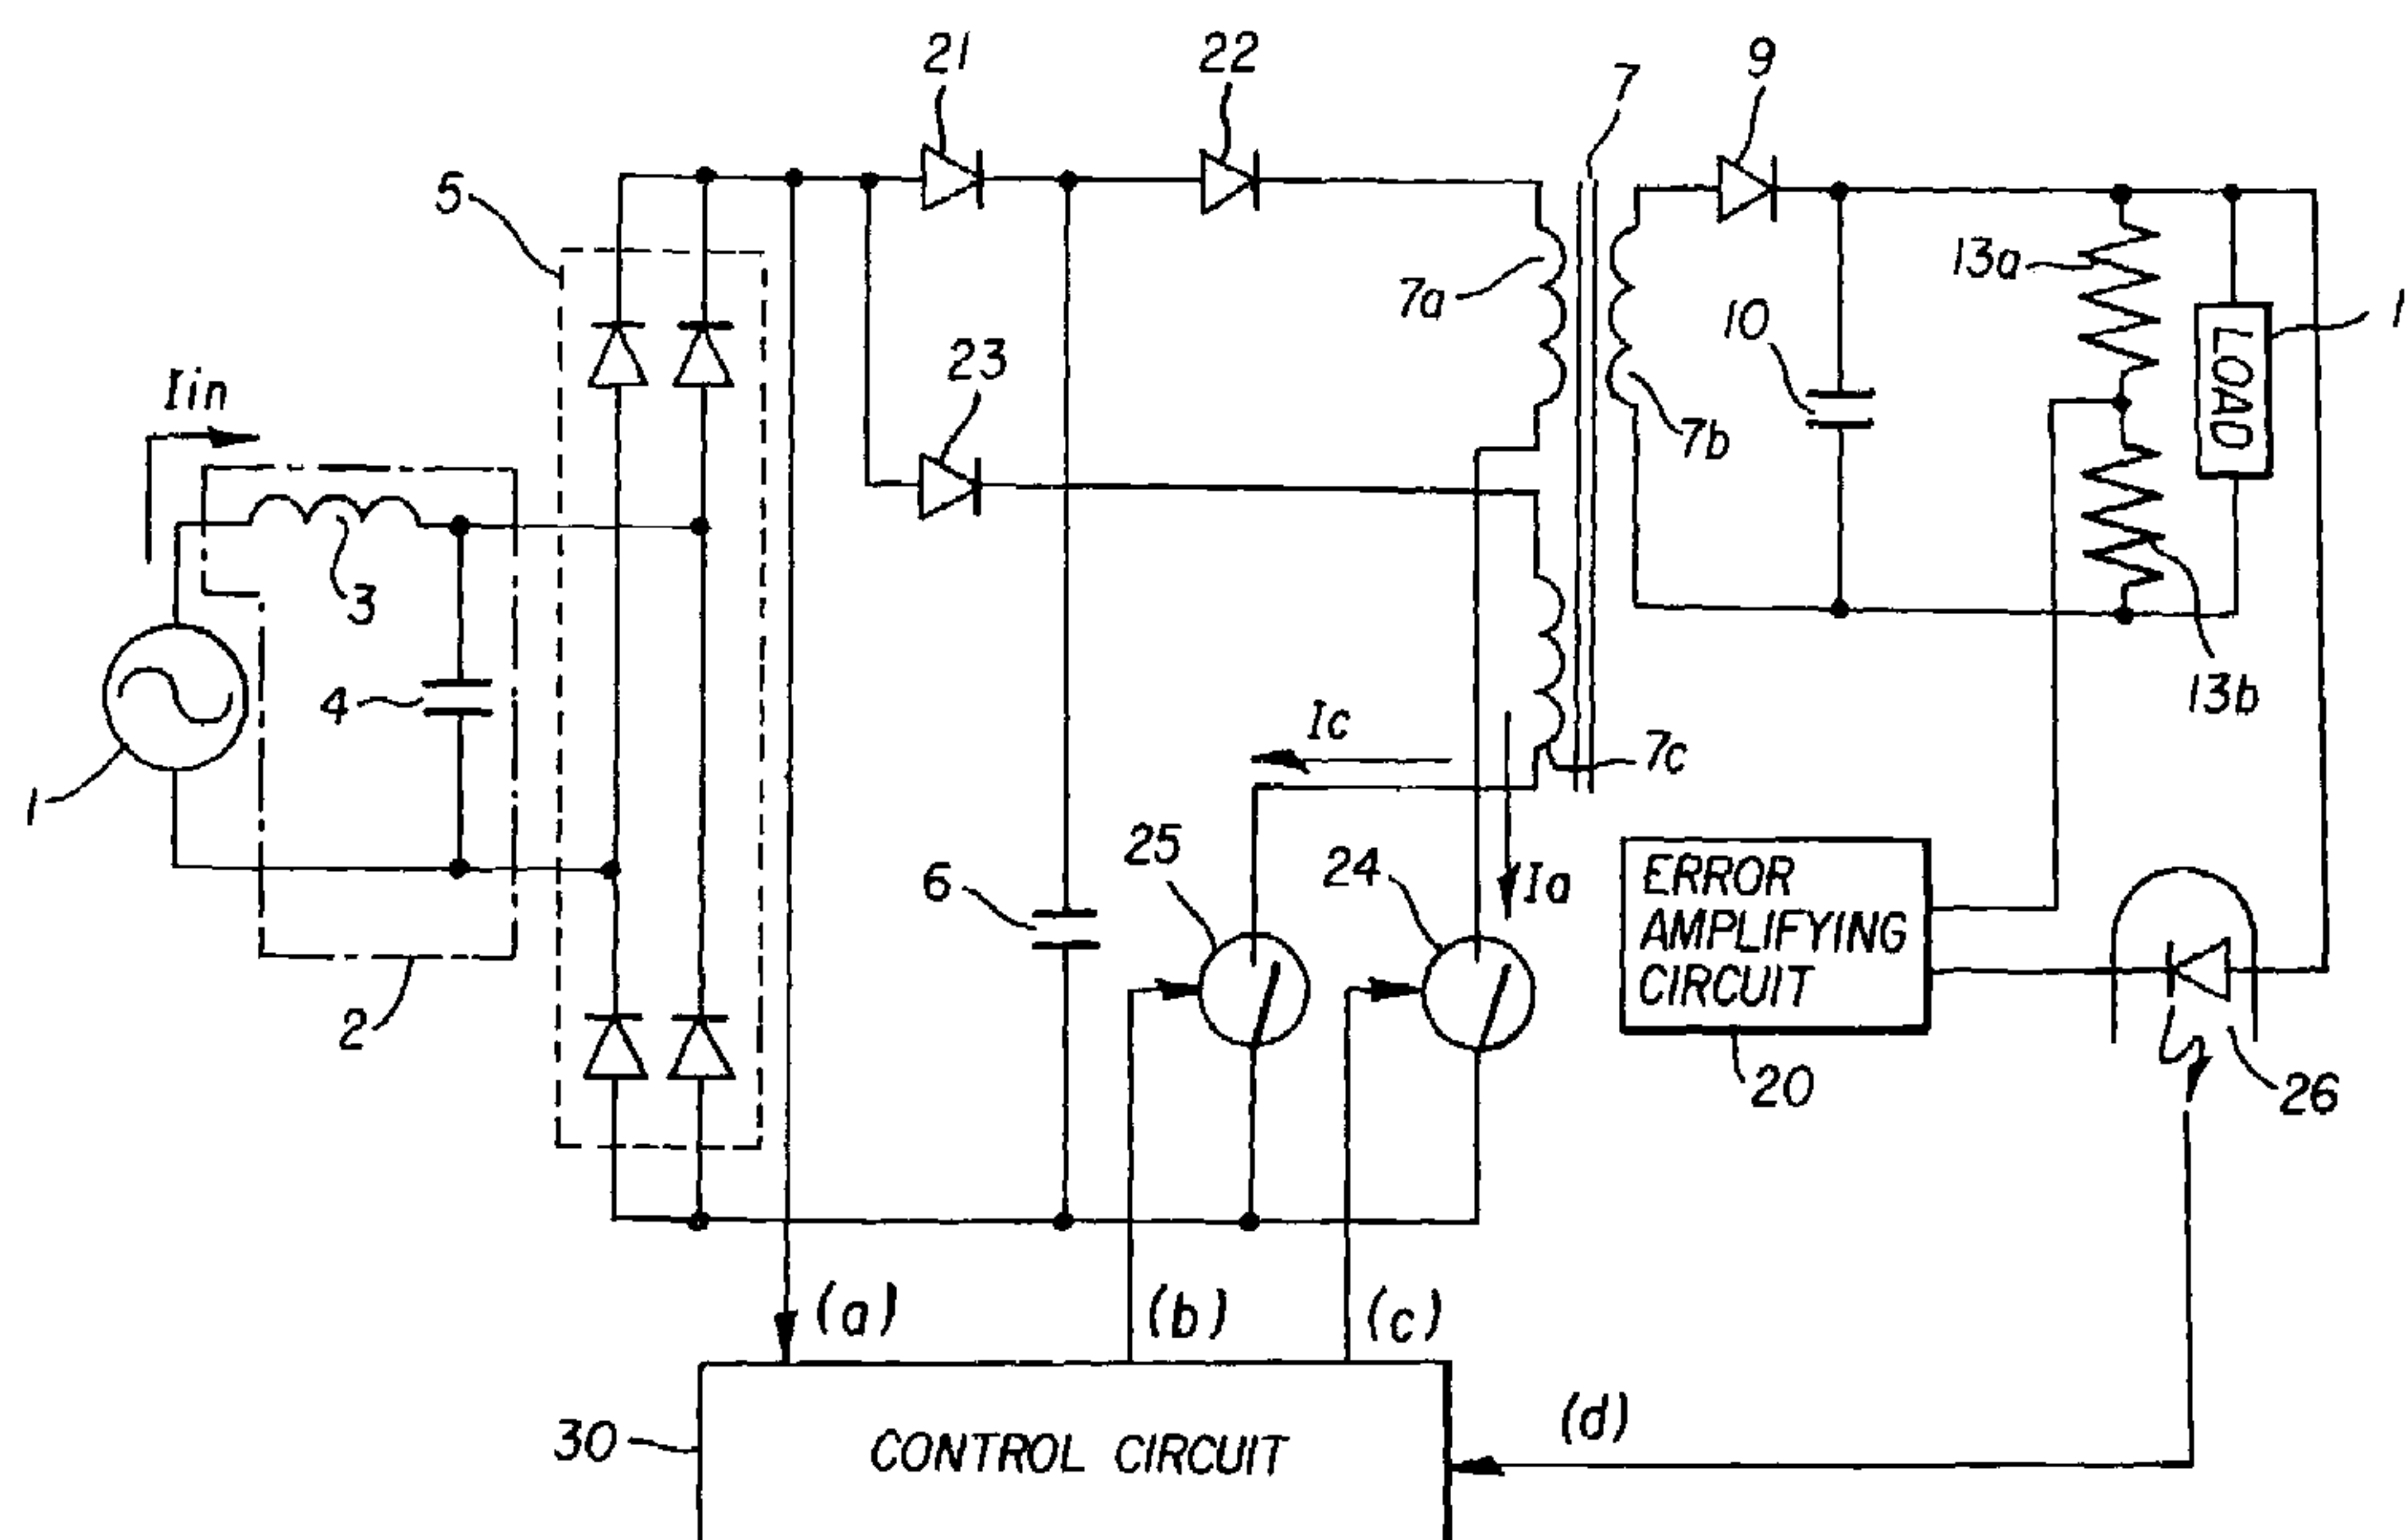 21
22
9
7
5
13a
7a
10
1
LOAD
23
Iin
7b
3
13b
4
Ic
7c
1
25
24
6
Ia
ERROR
AMPLIFYING
CIRCUIT
2
20
26
(a)
(b)
(c)
(d)
30
CONTROL CIRCUIT